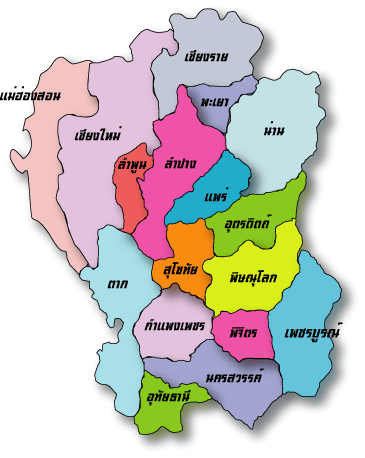 เชียงราย
แม่ฮ่องสอน
พะเยา
เชียงใหม่
น่าน
ลำพูน
ลำปาง
แพร่
อุตรดิตถ์
สุโขทัย
พิษณุโลก
ตาก
กำแพงเพชร
พิจิตร
เพชรบูรณ์
นครสวรรค์
อุทัยธานี